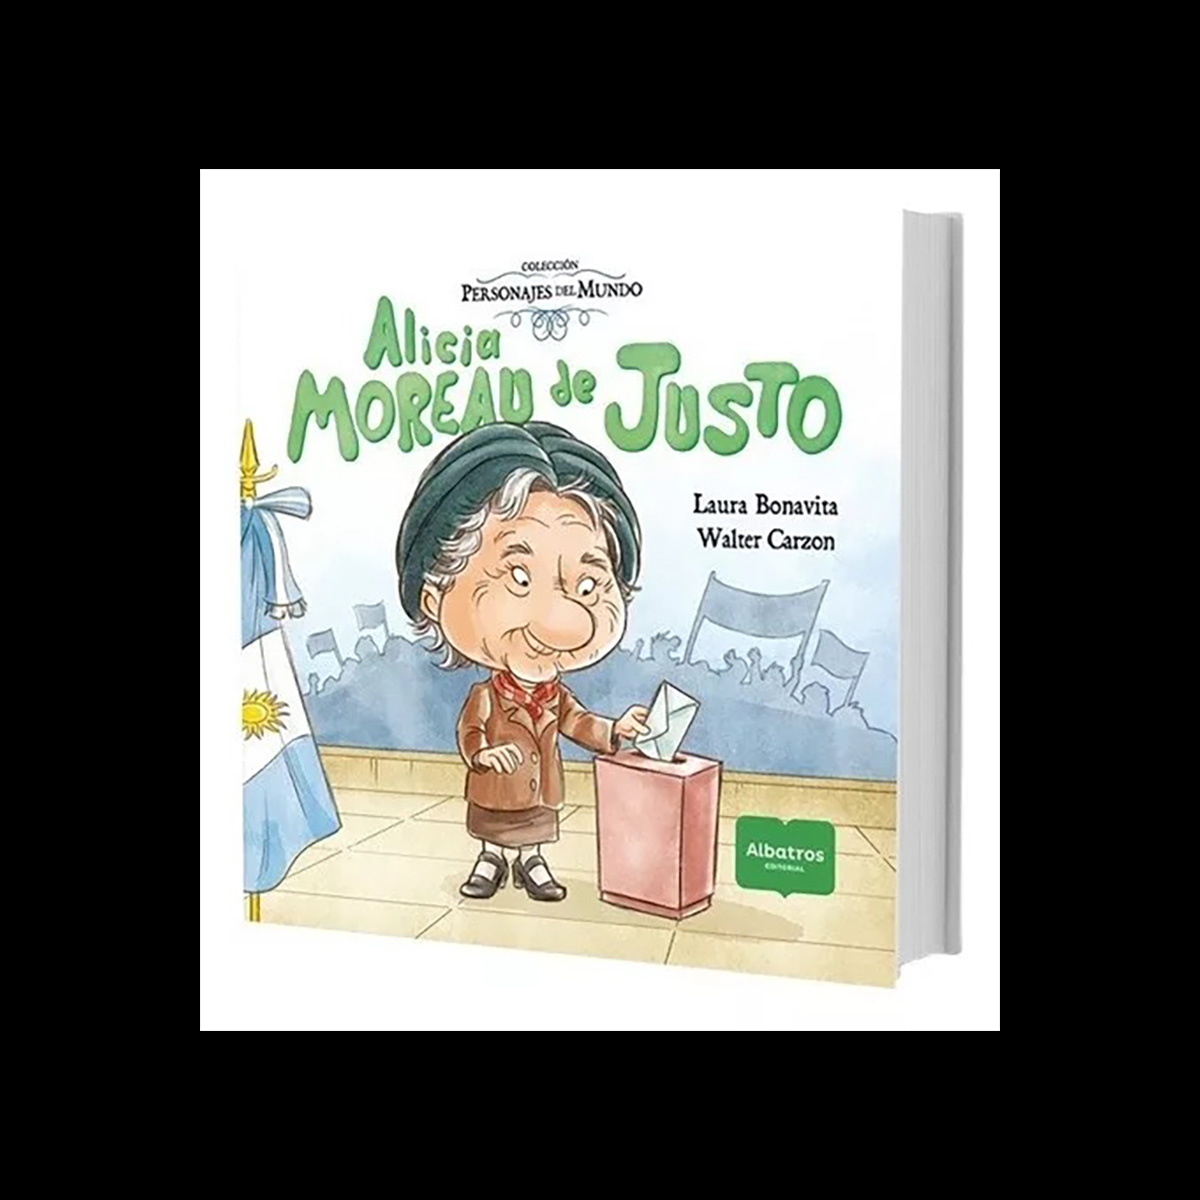 COLECCIÓN
PERSONAJES DEL MUNDO
Alicia
MOREAU de JUSTO
Laura Bonavita
Walter Carzon
Albatros
EDITORIAL